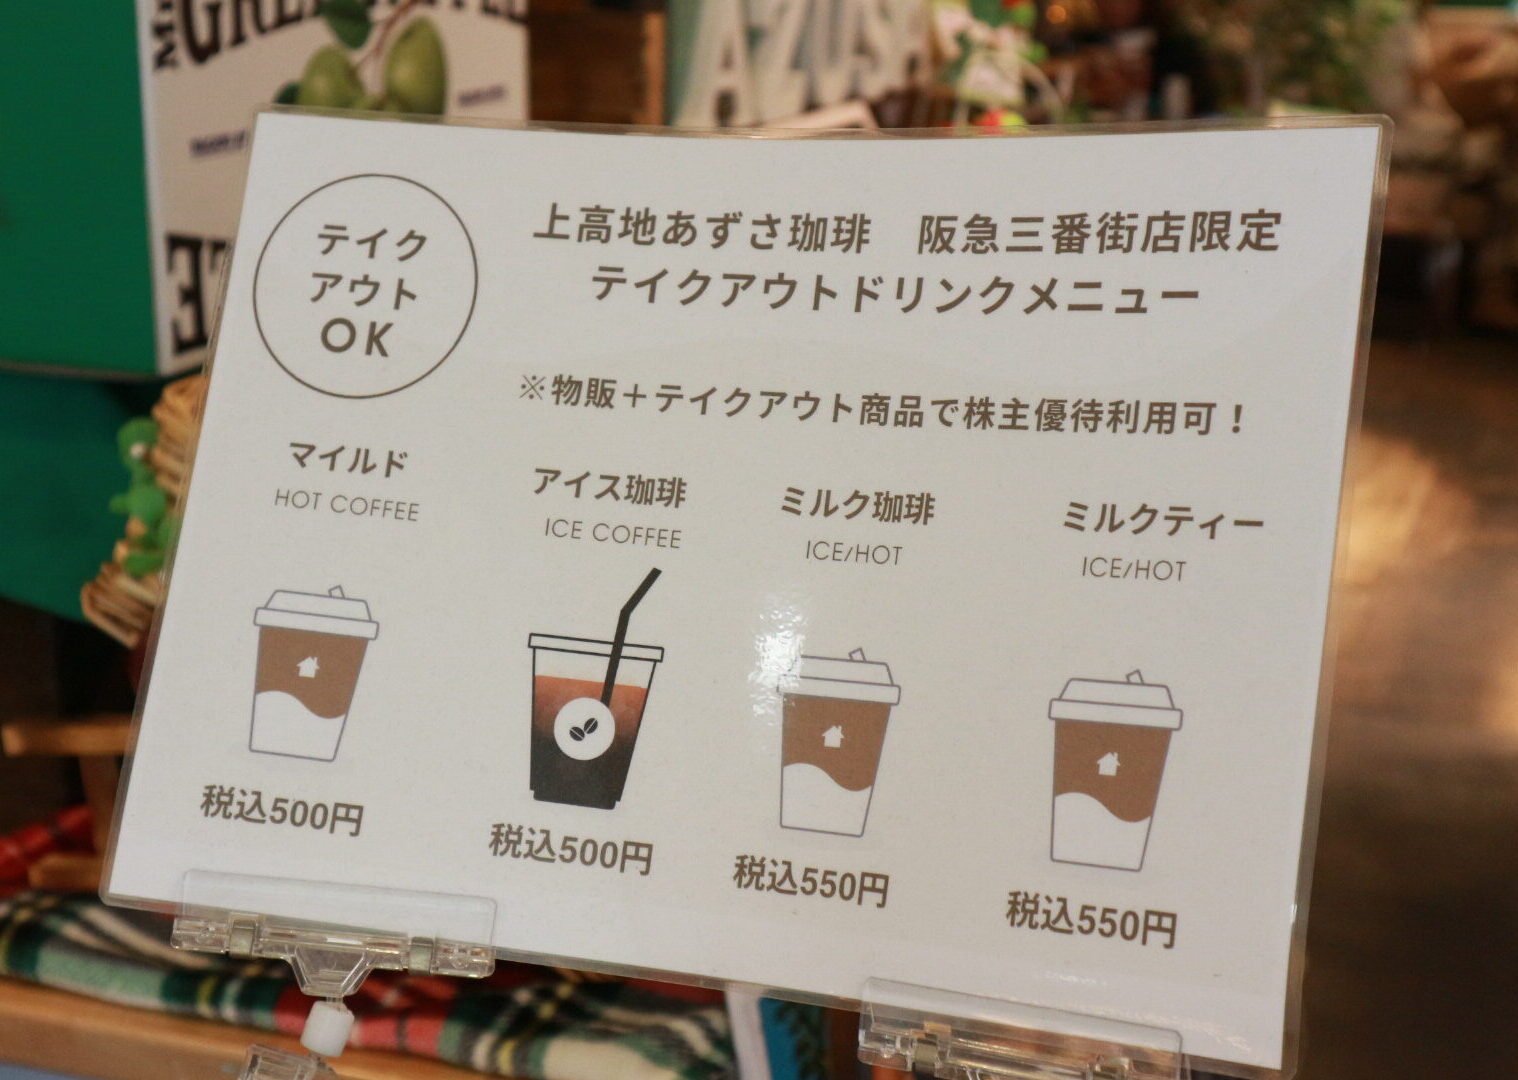 テイク
アウト
OK
上高地あずさ珈琲　阪急三番街店限定
テイクアウトドリンクメニュー
※物販＋テイクアウト商品で株主優待利用可！
マイルド
HOT COFFEE
税込500円
アイス珈琲
ICE COFFEE
税込500円
ミルク珈琲
ICE/HOT
税込550円
ミルクティー
ICE/HOT
税込550円